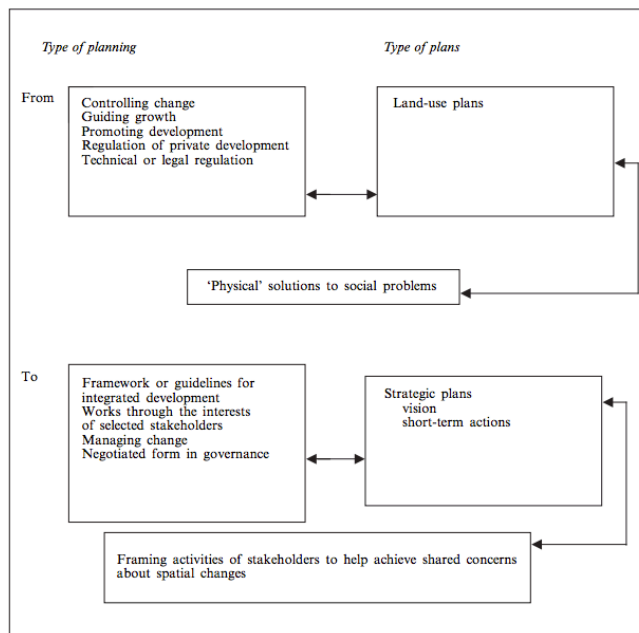 Type of planning
Type of plans
From
Controlling change
Guiding growth
Promoting development
Regulation of private development
Technical or legal regulation
Land-use plans
‘Physical’ solutions to social problems
To
Framework or guidelines for
integrated development
Works through the interests
of selected stakeholders
Managing change
Negotiated form in governance
Strategic plans
vision
short-term actions
Framing activities of stakeholders to help achieve shared concerns
about spatial changes